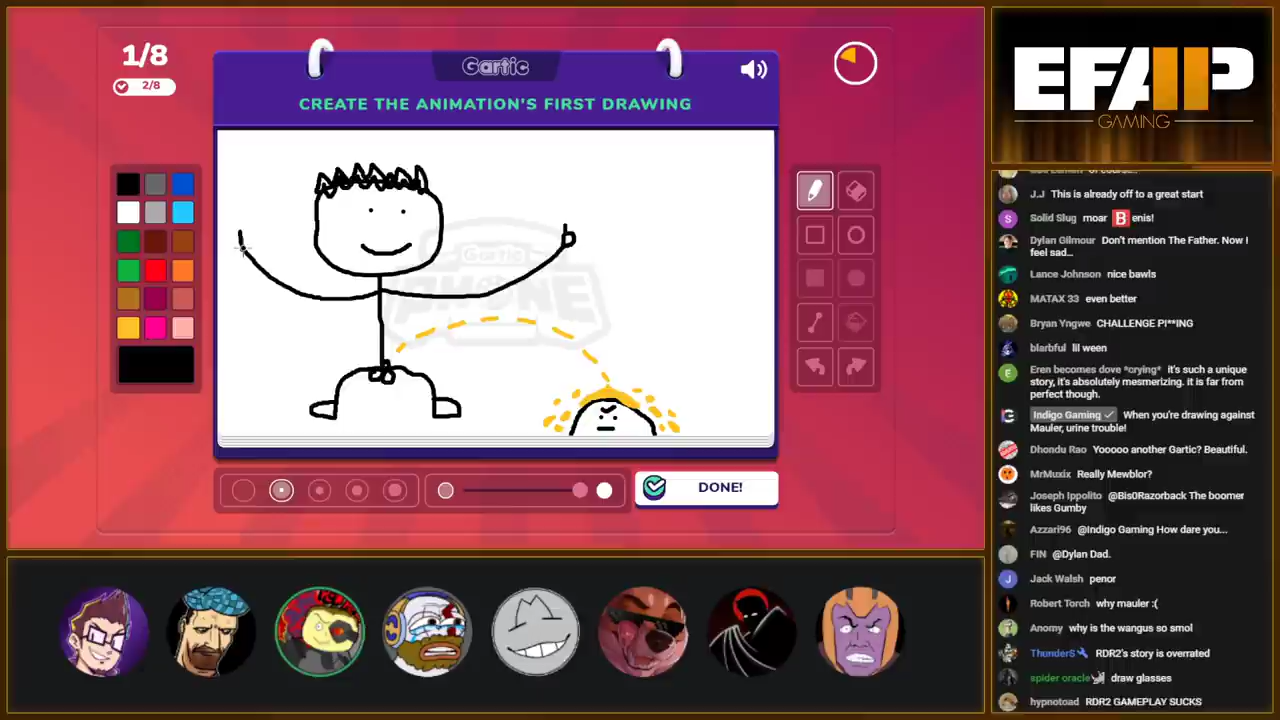 1/8
2/8
Gartic
CREATE THE ANIMATION'S FIRST DRAWING
Gartic
PHONE
DONE!
EFAP
GAMING
J.J This is already off to a great start
Solid Slug moar B enis!
Dylan Gilmour Don't mention The Father. Now I
feel sad...
Lance Johnson nice bawls
MATAX 33 even better
Bryan Yngwe CHALLENGE PI**ING
blarbful lil ween
Eren becomes dove *crying* it's such a unique
story, it's absolutely mesmerizing. it is far from
perfect though.
Indigo Gaming When you're drawing against
Mauler, urine trouble!
Dhondu Rao Yoooo another Gartic? Beautiful.
MrMuxix Really Mewblor?
Joseph Ippolito @Bis0Razorback The boomer
likes Gumby
Azzari96 @Indigo Gaming How dare you...
FIN @Dylan Dad.
Jack Walsh penor
Robert Torch why mauler :(
Anomy why is the wangus so smol
ThunderS RDR2's story is overrated
spider oracle draw glasses
hypnotoad RDR2 GAMEPLAY SUCKS